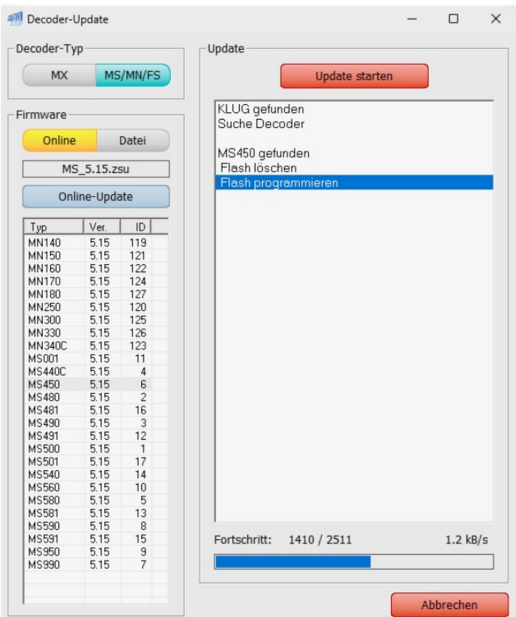 Decoder-Update
Decoder-Typ
MX MS/MN/FS
Firmware
Online Datei
MS_5.15.zsu
Online-Update
Typ Ver. ID
MN140 5.15 119
MN150 5.15 121
MN160 5.15 122
MN170 5.15 124
MN180 5.15 127
MN250 5.15 120
MN300 5.15 125
MN330 5.15 126
MN340C 5.15 123
MS001 5.15 11
MS440C 5.15 4
MS450 5.15 6
MS480 5.15 2
MS481 5.15 16
MS490 5.15 3
MS491 5.15 12
MS500 5.15 1
MS501 5.15 17
MS540 5.15 14
MS560 5.15 10
MS580 5.15 5
MS581 5.15 13
MS590 5.15 8
MS591 5.15 15
MS950 5.15 9
MS990 5.15 7
Update
Update starten
KLUG gefunden
Suche Decoder
MS450 gefunden
Flash löschen
Flash programmieren
Fortschritt: 1410 / 2511 1.2 kB/s
Abbrechen